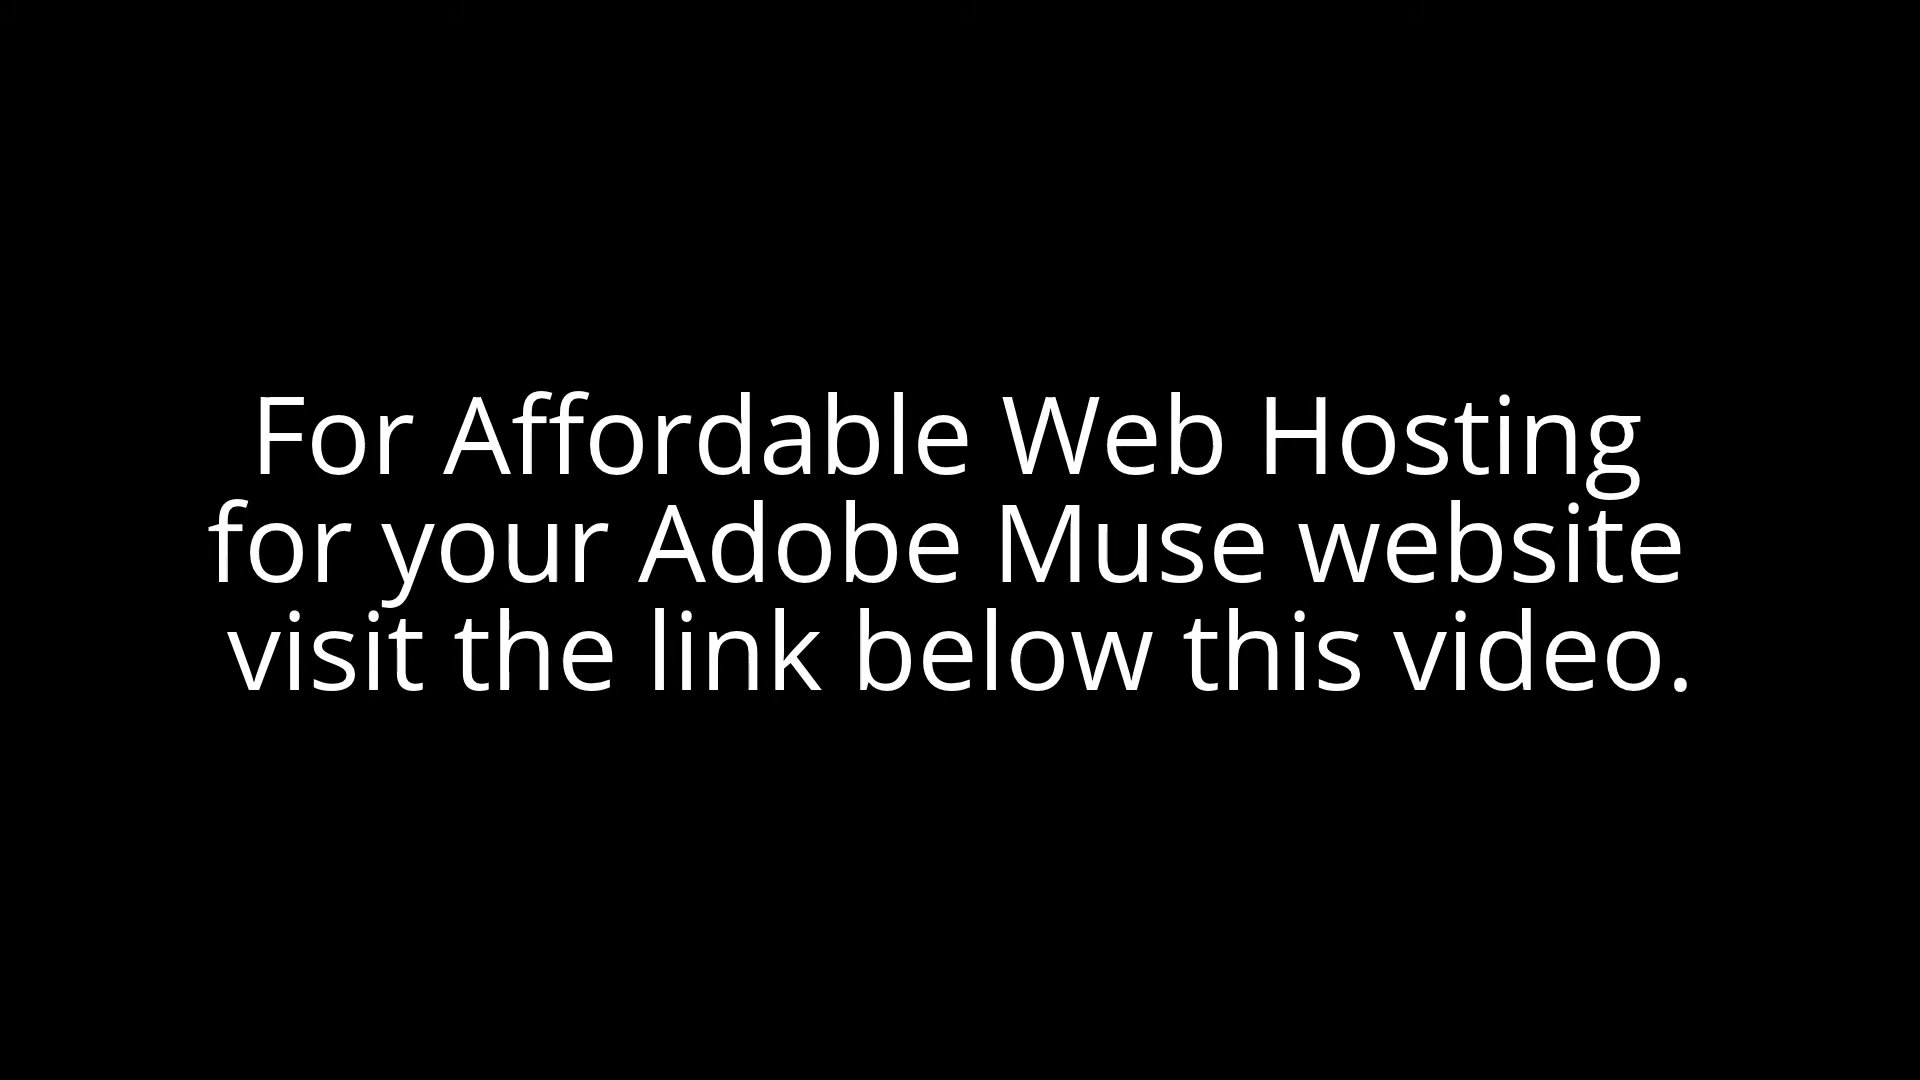 For Affordable Web Hosting
for your Adobe Muse website
visit the link below this video.